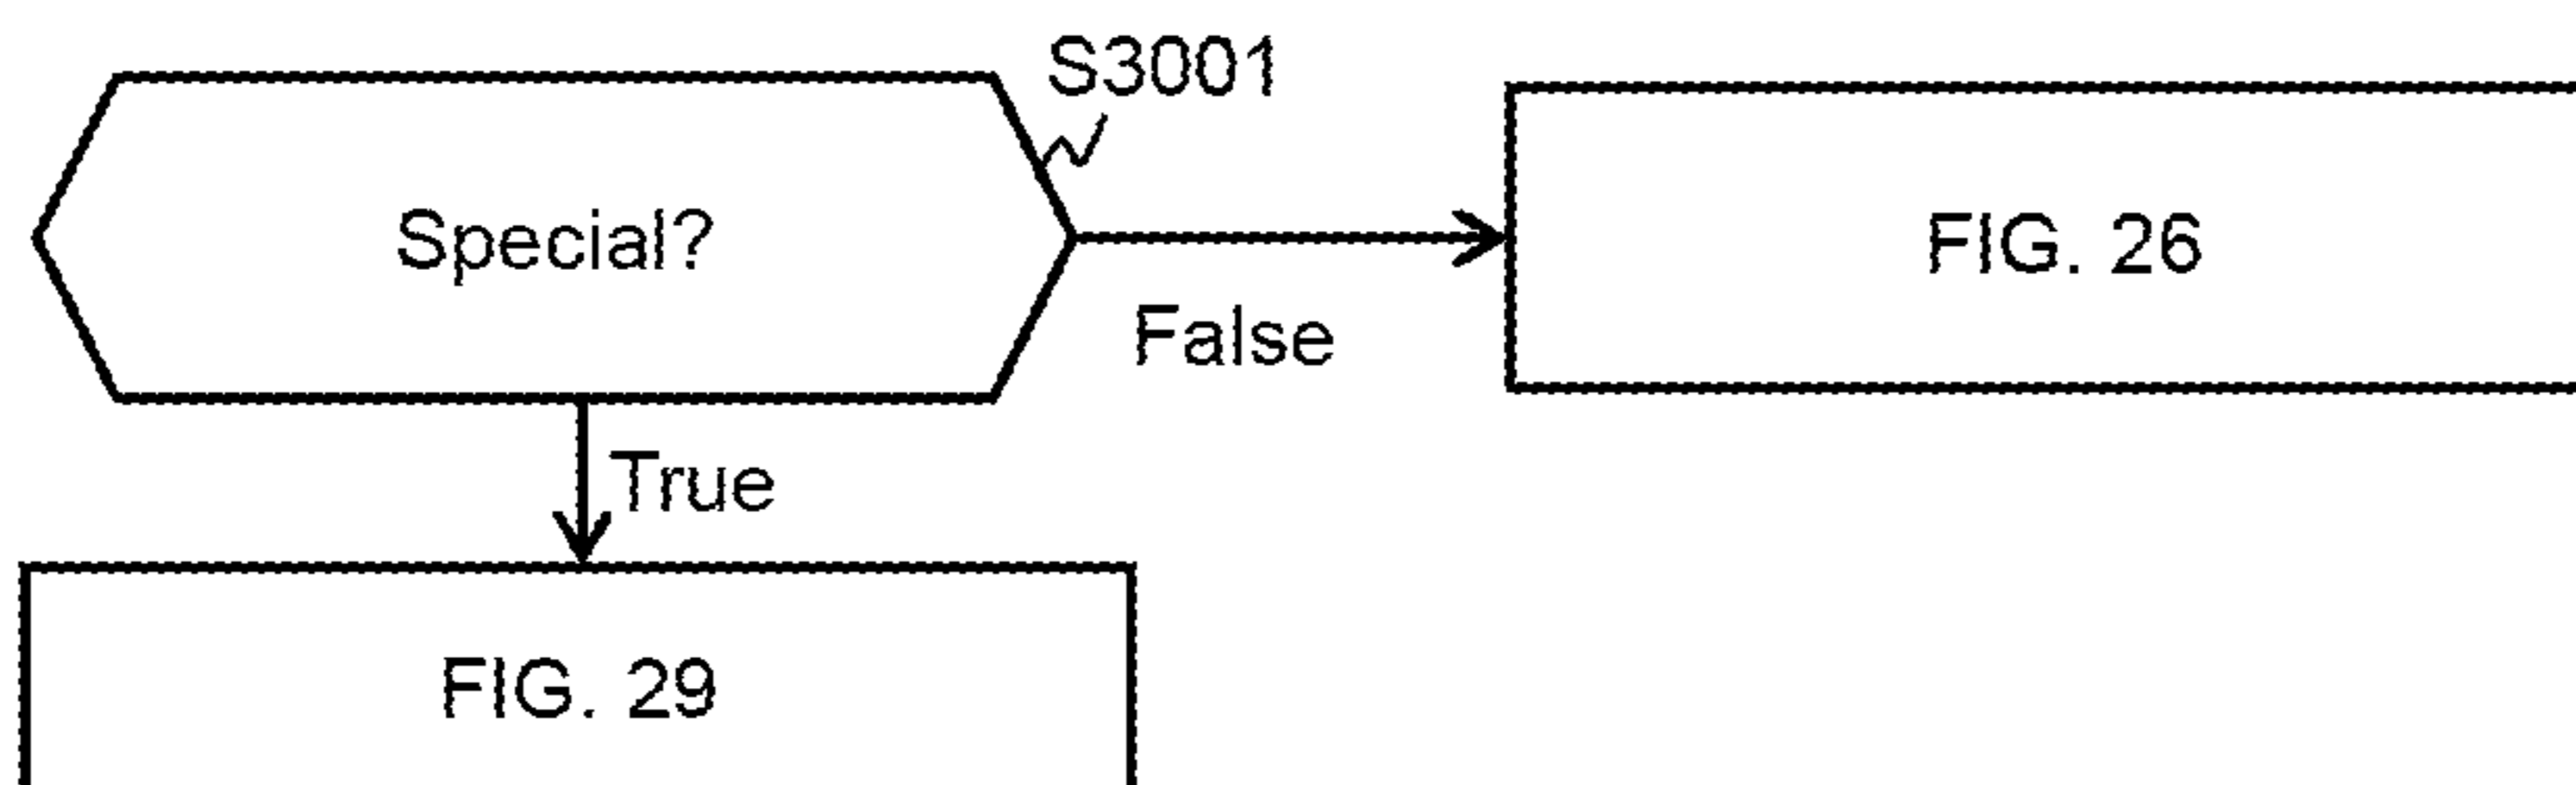 S3001
Special?
FIG. 26
False
True
FIG. 29